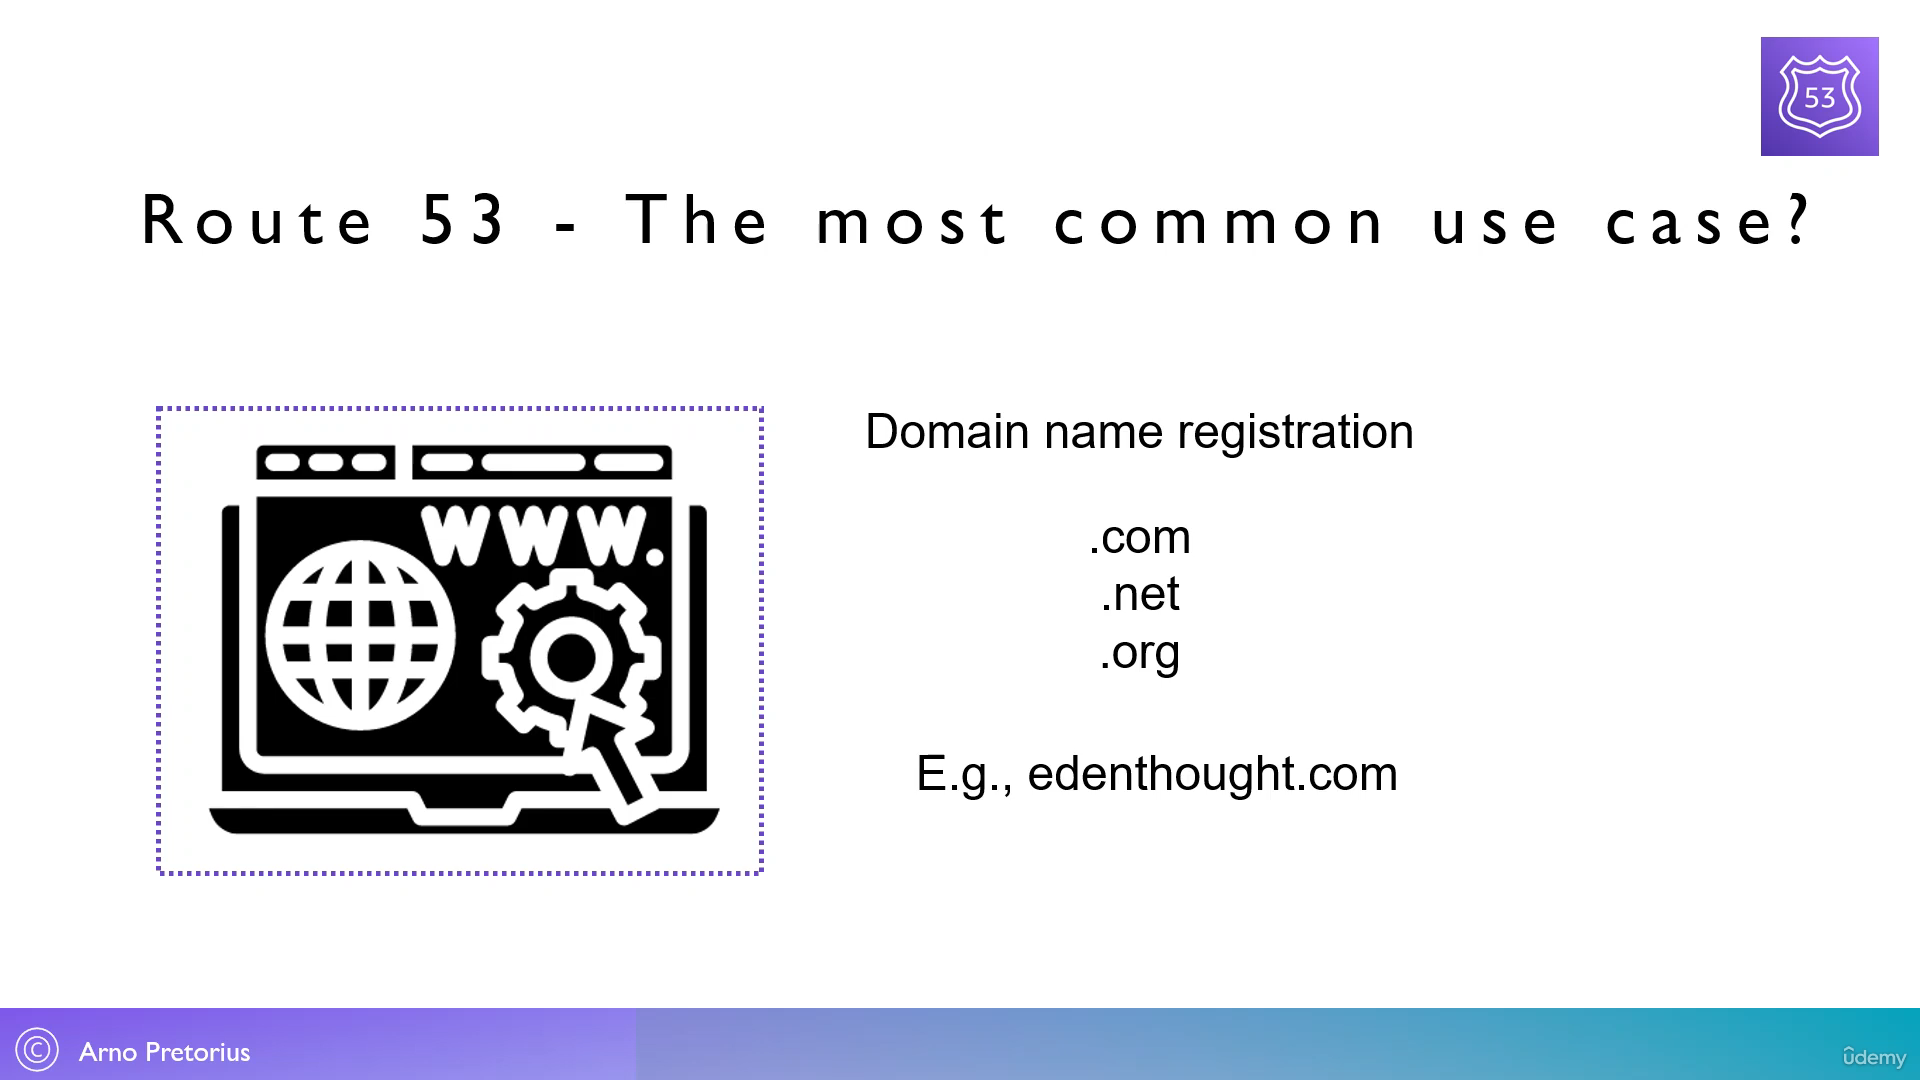 53
Route 53 - The most common use case?
www.
Domain name registration
.com
.net
.org
E.g., edenthought.com
© Arno Pretorius
ûdemy